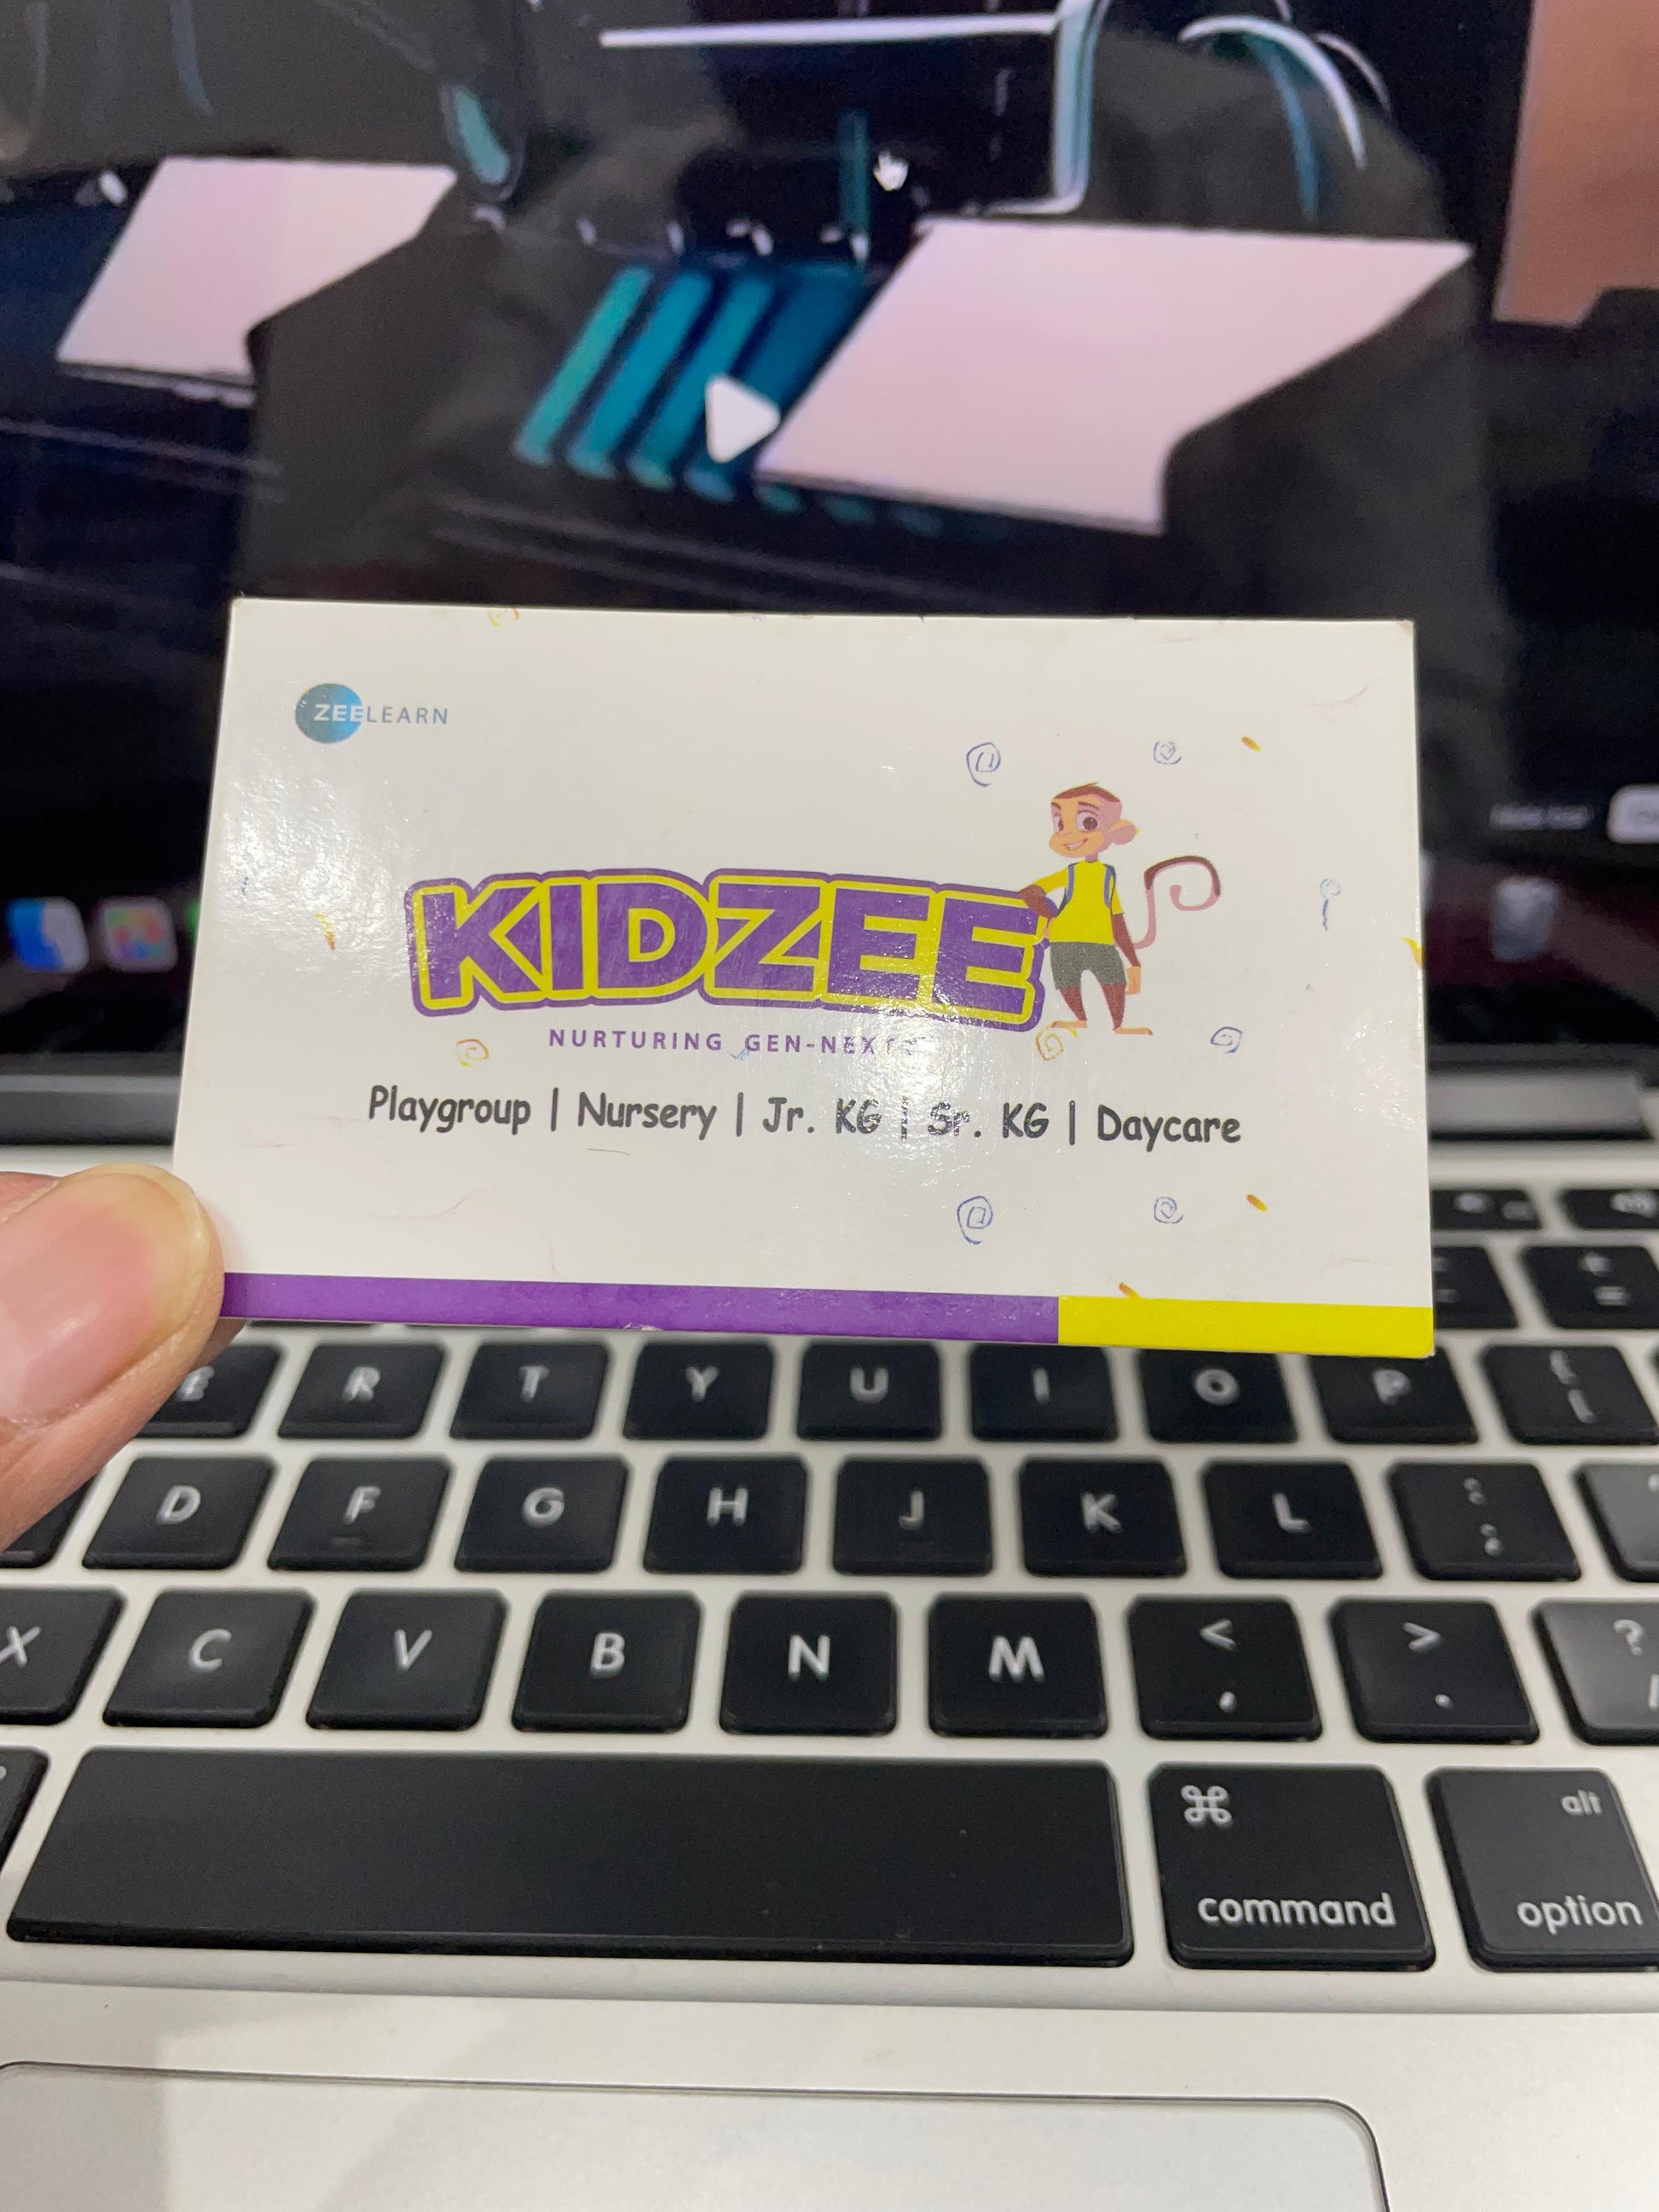 ZEELEARN
KIDZEE
NURTURING GEN-NEXT
Playgroup | Nursery | Jr. KG | Sr. KG | Daycare
E R T Y U I O P
D F G H J K L
X C V B N M < , > . ?
⌘ alt
command option